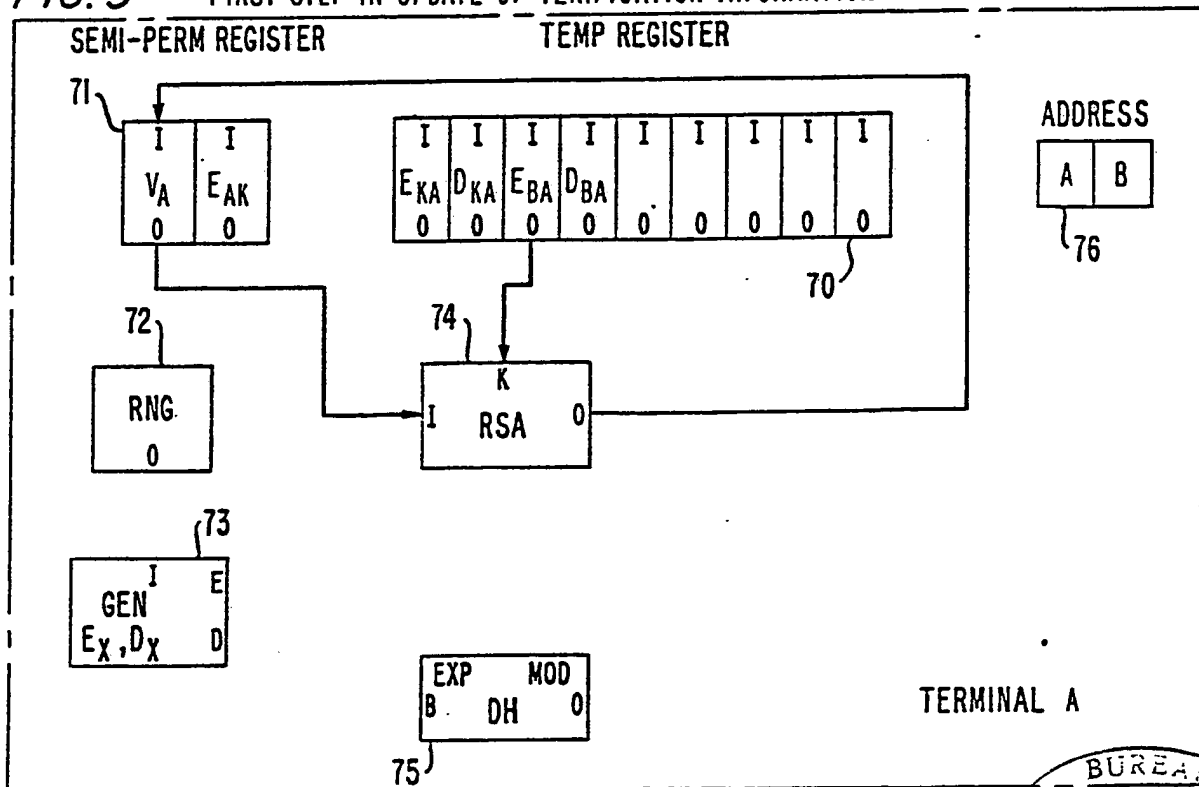 FIG. 5 FIRST STEP IN UPDATE OF VERIFICATION INFORMATION
SEMI-PERM REGISTER TEMP REGISTER
71
I I I I I I I I I I I
V_A E_AK E_KA D_KA E_BA D_BA
0 0 0 0 0 0 0 0 0 0 0
70
ADDRESS
A B
76
72
RNG
0
74
K
I RSA 0
73
I E
GEN
E_X, D_X D
EXP MOD
B DH 0
75
TERMINAL A